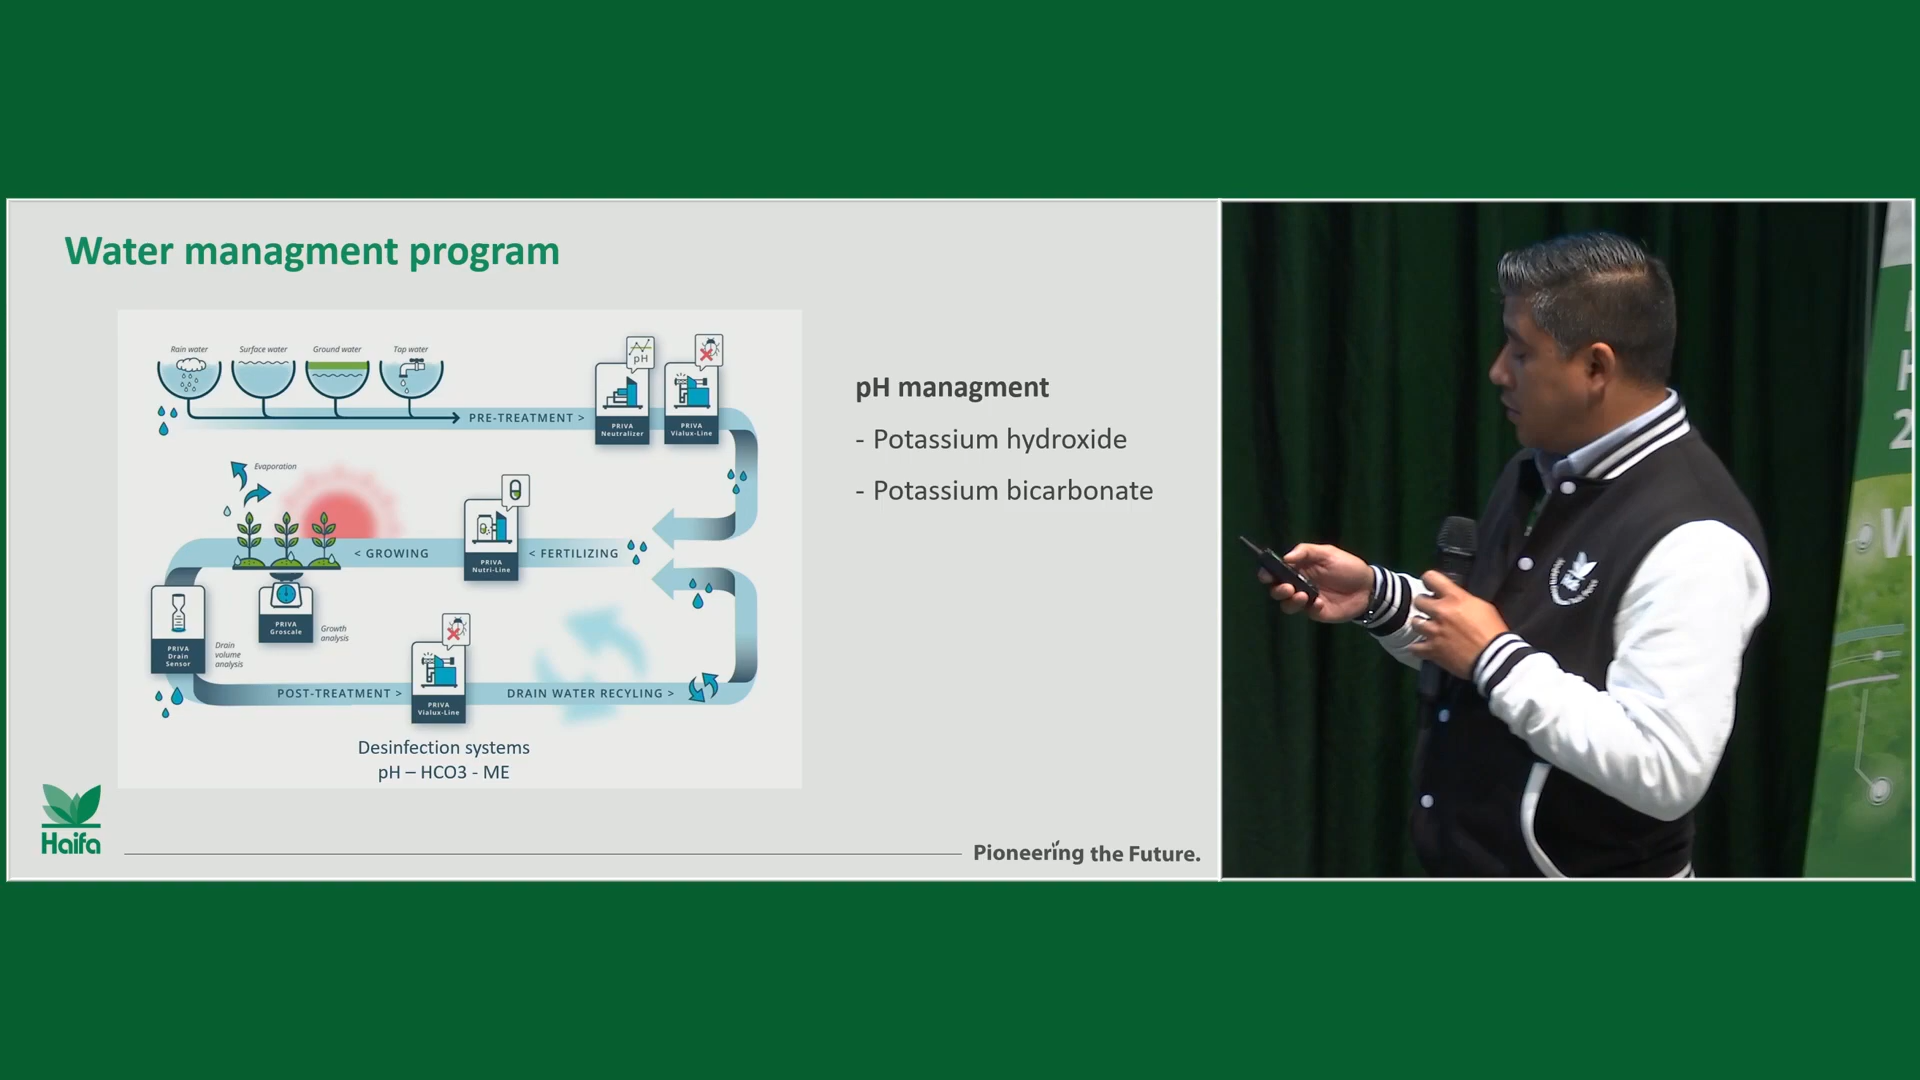 Water managment program
Rain water
Surface water
Ground water
Tap water
pH
PRE-TREATMENT >
PRIVA
Neutralizer
PRIVA
Vialux-Line
pH managment
- Potassium hydroxide
- Potassium bicarbonate
Evaporation
< GROWING
PRIVA
Nutri-Line
< FERTILIZING
PRIVA
Groscale
Growth
analysis
PRIVA
Drain
Sensor
Drain
volume
analysis
POST-TREATMENT >
PRIVA
Vialux-Line
DRAIN WATER RECYLING >
Desinfection systems
pH – HCO3 - ME
Haifa
Pioneering the Future.
2
W